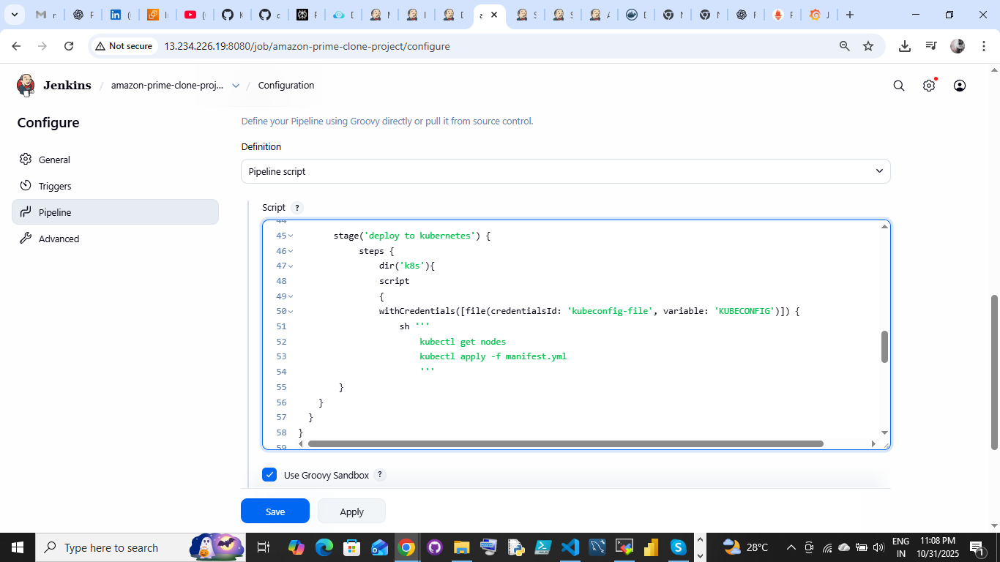 Not secure
13.234.226.19:8080/job/amazon-prime-clone-project/configure
Jenkins / amazon-prime-clone-proj... / Configuration
Configure
General
Triggers
Pipeline
Advanced
Define your Pipeline using Groovy directly or pull it from source control.
Definition
Pipeline script
Script ?
44
45 stage('deploy to kubernetes') {
46 steps {
47 dir('k8s'){
48 script
49 {
50 withCredentials([file(credentialsId: 'kubeconfig-file', variable: 'KUBECONFIG')]) {
51 sh '''
52 kubectl get nodes
53 kubectl apply -f manifest.yml
54 '''
55 }
56 }
57 }
58 }
59
Use Groovy Sandbox ?
Save
Apply
Type here to search
28°C
ENG
IN
11:08 PM
10/31/2025
1